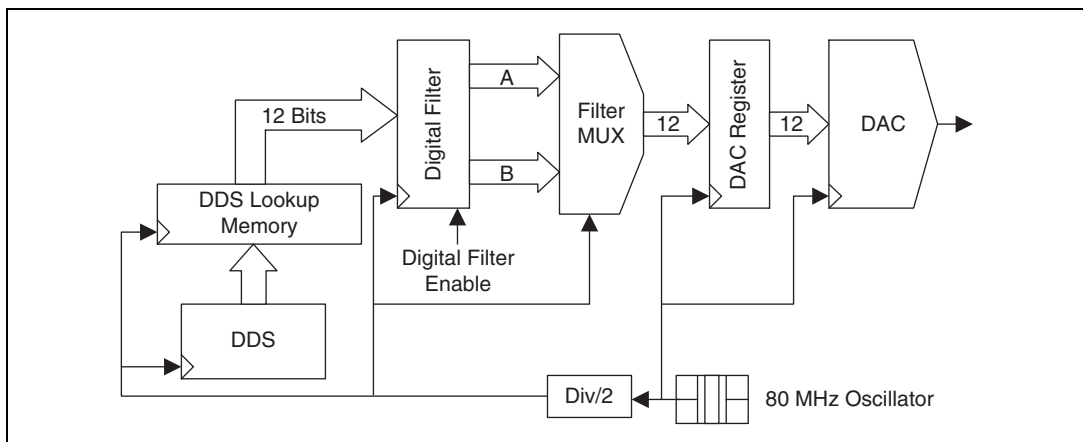 12 Bits
Digital Filter
A
B
Filter
MUX
12
DAC Register
12
DAC
DDS Lookup
Memory
Digital Filter
Enable
DDS
Div/2
80 MHz Oscillator